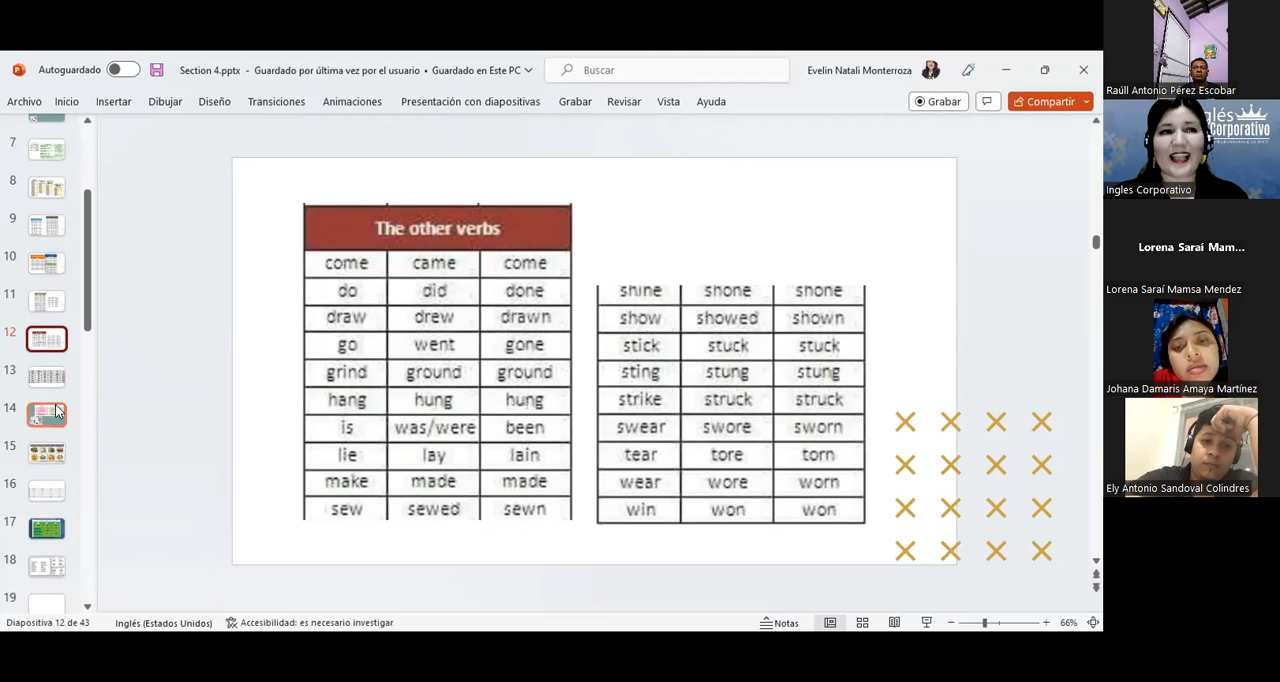 Autoguardado
Section 4.pptx - Guardado por última vez por el usuario • Guardado en Este PC
Buscar
Evelin Natali Monterroza
Archivo Inicio Insertar Dibujar Diseño Transiciones Animaciones Presentación con diapositivas Grabar Revisar Vista Ayuda
Grabar
Compartir
7
8
9
10
11
12
13
14
15
16
17
18
19
The other verbs
come came come
do did done
draw drew drawn
go went gone
grind ground ground
hang hung hung
is was/were been
lie lay lain
make made made
sew sewed sewn
shine shone shone
show showed shown
stick stuck stuck
sting stung stung
strike struck struck
swear swore sworn
tear tore torn
wear wore worn
win won won
Diapositiva 12 de 43
Inglés (Estados Unidos)
Accesibilidad: es necesario investigar
Notas
66%
Raúll Antonio Pérez Escobar
glés
Corporativo
Ingles Corporativo
Lorena Saraí Mam...
Lorena Saraí Mamsa Mendez
Johana Damaris Amaya Martínez
Ely Antonio Sandoval Colindres